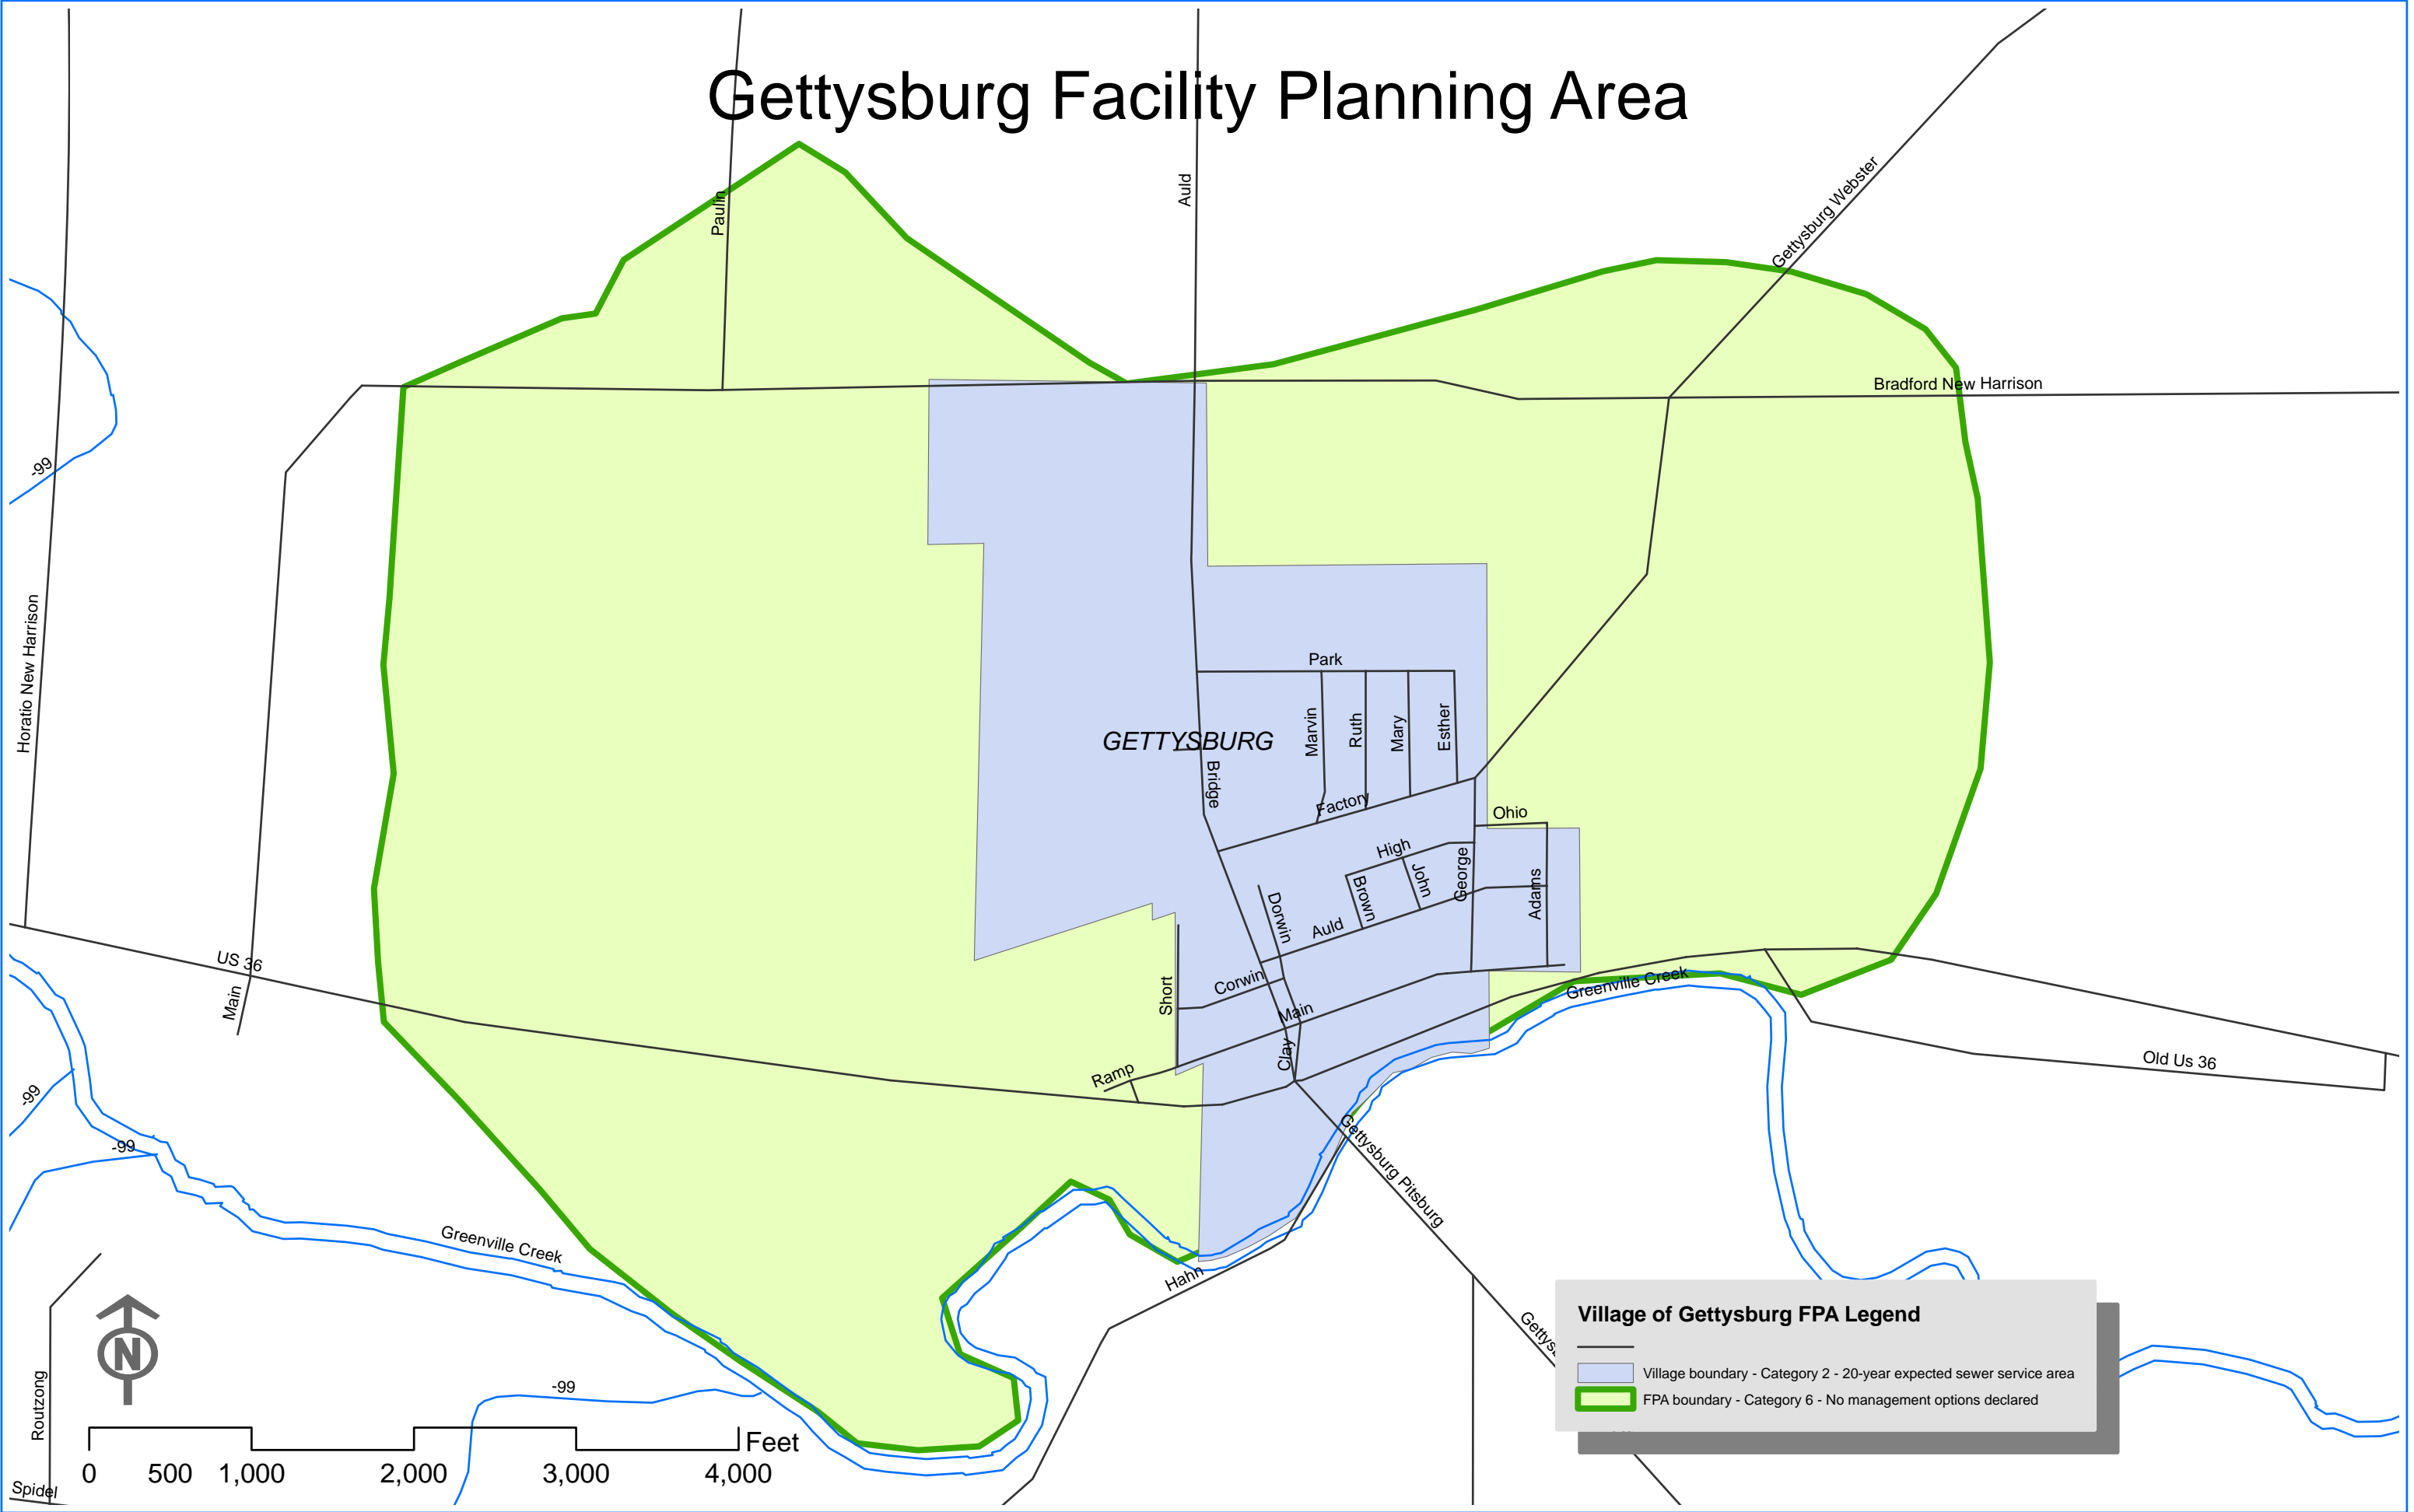 Gettysburg Facility Planning Area
Paulin
Auld
Gettysburg Webster
Bradford New Harrison
-99
Horatio New Harrison
Park
Marvin
Ruth
Mary
Esther
GETTYSBURG
Bridge
Factory
Ohio
High
John
George
Brown
Adams
Dorwin
Auld
US 36
Main
Short
Corwin
Main
Greenville Creek
Clay
Ramp
Old Us 36
-99
-99
Gettysburg Pitsburg
Greenville Creek
Hahn
Village of Gettysburg FPA Legend
Village boundary - Category 2 - 20-year expected sewer service area
FPA boundary - Category 6 - No management options declared
N
-99
Routzong
Feet
0 500 1,000 2,000 3,000 4,000
Spidel